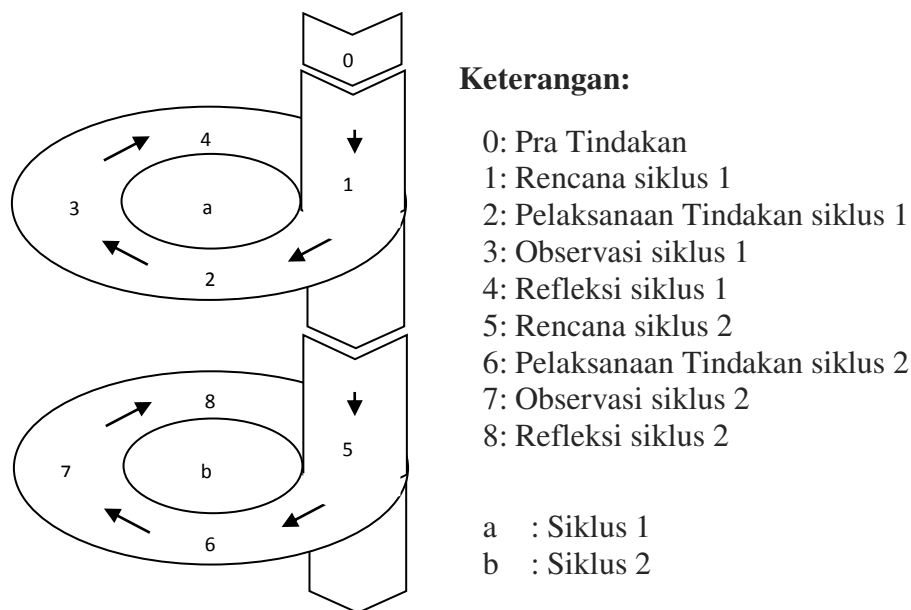 0
4
1
3
a
2
8
5
7
b
6
Keterangan:
0: Pra Tindakan
1: Rencana siklus 1
2: Pelaksanaan Tindakan siklus 1
3: Observasi siklus 1
4: Refleksi siklus 1
5: Rencana siklus 2
6: Pelaksanaan Tindakan siklus 2
7: Observasi siklus 2
8: Refleksi siklus 2
a : Siklus 1
b : Siklus 2